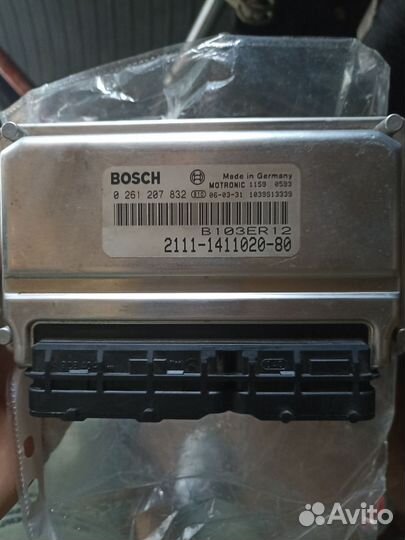 BOSCH
Made in Germany
MOTRONIC 1159 0593
0 261 207 832 810 06-03-31 1039S13339
B103ER12
2111-1411020-80
Avito